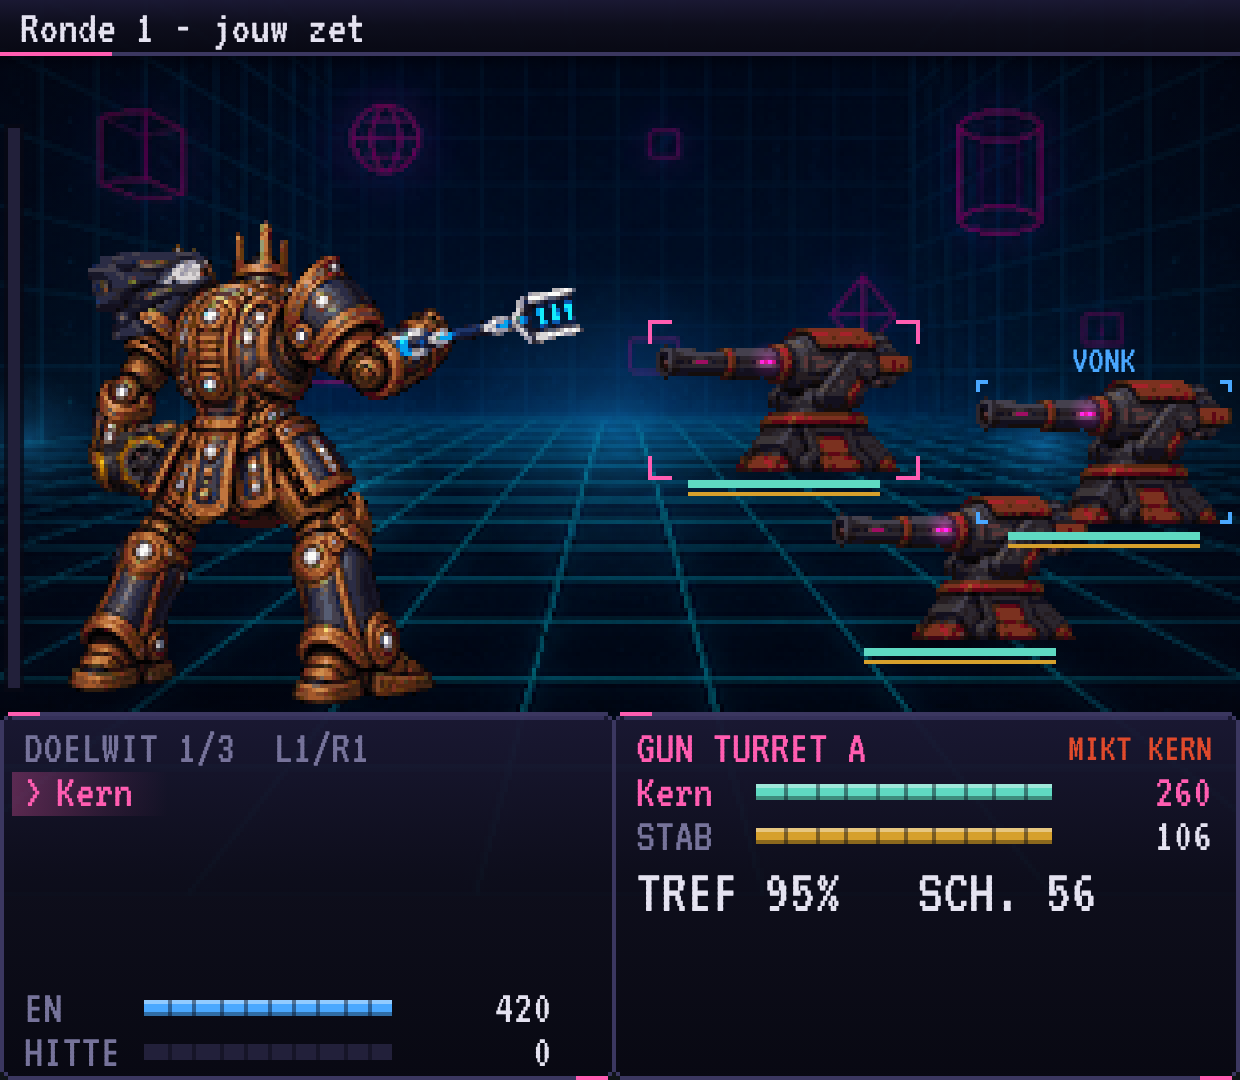 Ronde 1 - jouw zet
VONK
DOELWIT 1/3 L1/R1
> Kern
EN 420
HITTE 0
GUN TURRET A MIKT KERN
Kern 260
STAB 106
TREF 95% SCH. 56